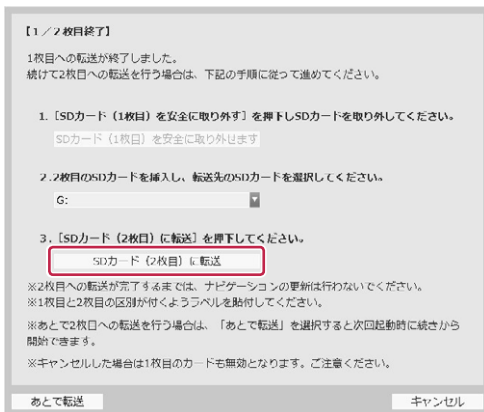 【１／２枚目終了】
1枚目への転送が終了しました。
続けて2枚目への転送を行う場合は、下記の手順に従って進めてください。
1.［SDカード（1枚目）を安全に取り外す］を押下しSDカードを取り外してください。
SDカード（1枚目）を安全に取り外せます
2.2枚目のSDカードを挿入し、転送先のSDカードを選択してください。
G:
3.［SDカード（2枚目）に転送］を押下してください。
SDカード（2枚目）に転送
※2枚目への転送が完了するまでは、ナビゲーションの更新は行わないでください。
※1枚目と2枚目の区別が付くようラベルを貼付してください。
※あとで2枚目への転送を行う場合は、「あとで転送」を選択すると次回起動時に続きから
開始できます。
※キャンセルした場合は1枚目のカードも無効となります。ご注意ください。
あとで転送
キャンセル